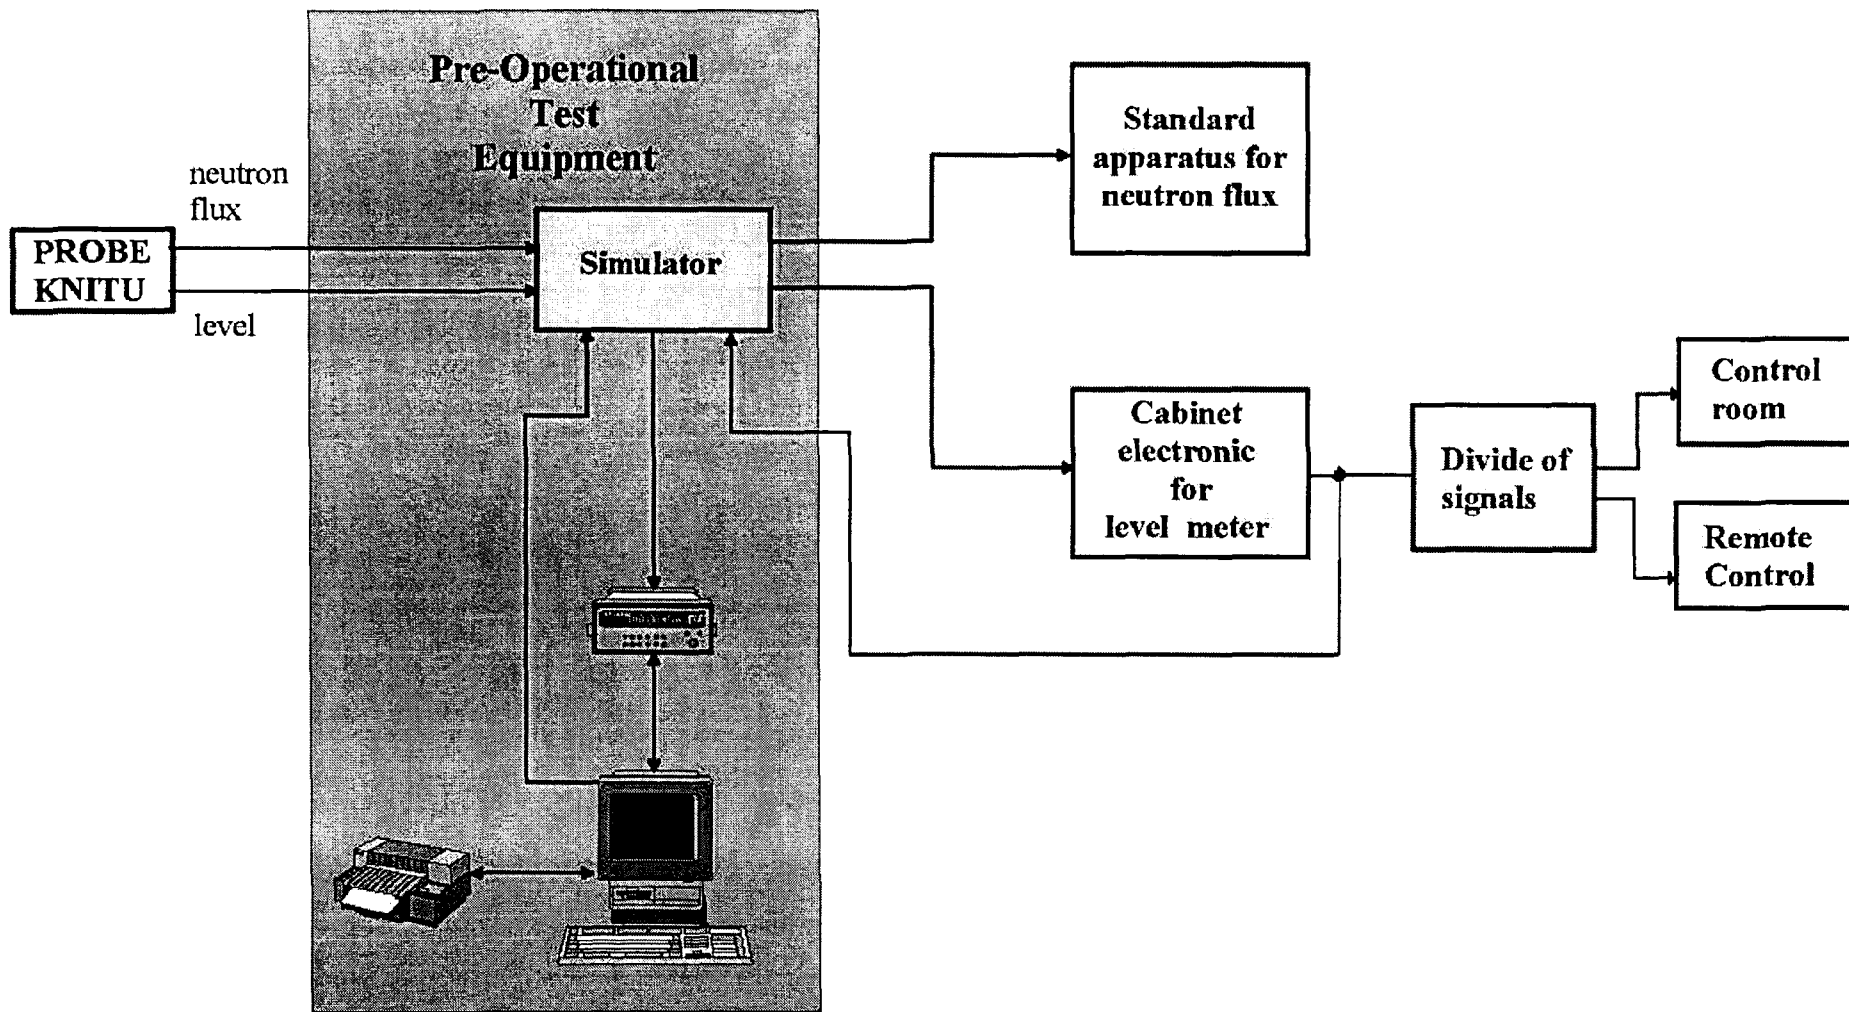 Pre-Operational
Test
Equipment
neutron
flux
PROBE
KNITU
level
Simulator
Standard
apparatus for
neutron flux
Cabinet
electronic
for
level meter
Divide of
signals
Control
room
Remote
Control